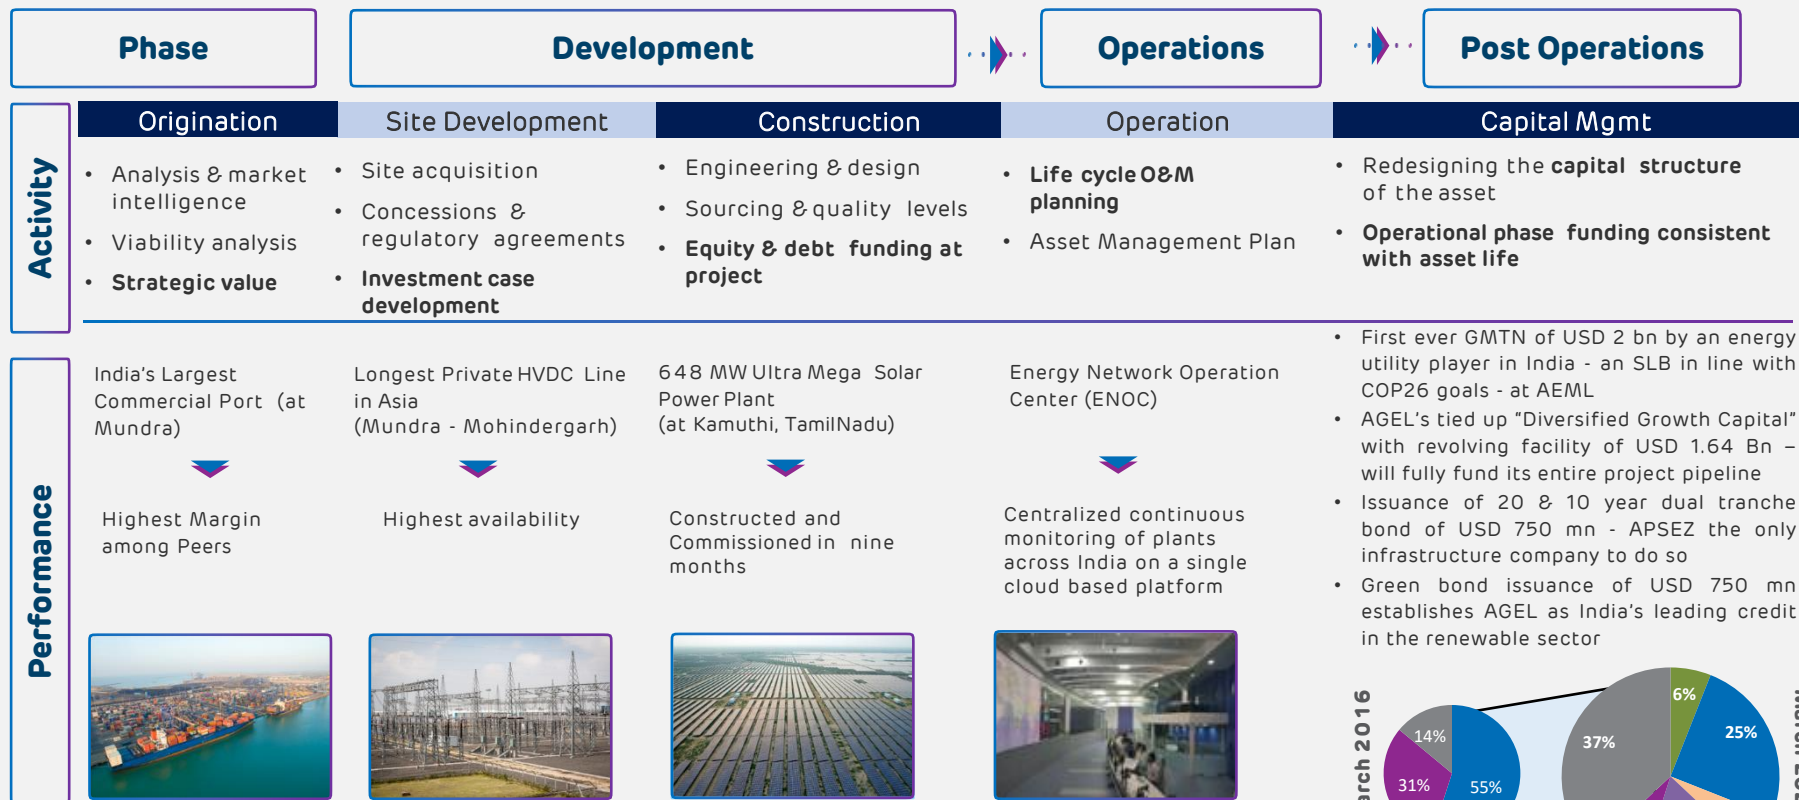 Phase
Development
Operations
Post Operations
Activity
Origination
Site Development
Construction
Operation
Capital Mgmt
• Analysis & market
intelligence
• Viability analysis
• Strategic value
• Site acquisition
• Concessions &
regulatory agreements
• Investment case
development
• Engineering & design
• Sourcing & quality levels
• Equity & debt funding at
project
• Life cycle O&M
planning
• Asset Management Plan
• Redesigning the capital structure
of the asset
• Operational phase funding consistent
with asset life
Performance
India's Largest
Commercial Port (at
Mundra)
Highest Margin
among Peers
Longest Private HVDC Line
in Asia
(Mundra - Mohindergarh)
Highest availability
648 MW Ultra Mega Solar
Power Plant
(at Kamuthi, TamilNadu)
Constructed and
Commissioned in nine
months
Energy Network Operation
Center (ENOC)
Centralized continuous
monitoring of plants
across India on a single
cloud based platform
• First ever GMTN of USD 2 bn by an energy
utility player in India - an SLB in line with
COP26 goals - at AEML
• AGEL's tied up "Diversified Growth Capital"
with revolving facility of USD 1.64 Bn –
will fully fund its entire project pipeline
• Issuance of 20 & 10 year dual tranche
bond of USD 750 mn - APSEZ the only
infrastructure company to do so
• Green bond issuance of USD 750 mn
establishes AGEL as India's leading credit
in the renewable sector
arch 2016
14%
31%
55%
37%
6%
25%